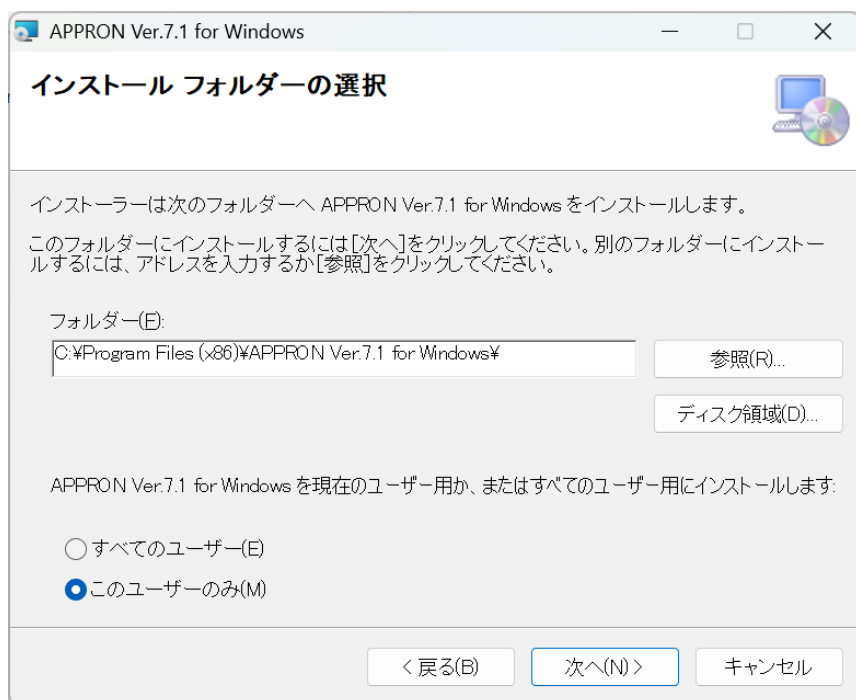 APPRON Ver.7.1 for Windows
インストール フォルダーの選択
インストーラーは次のフォルダーへ APPRON Ver.7.1 for Windows をインストールします。
このフォルダーにインストールするには[次へ]をクリックしてください。別のフォルダーにインストー
ルするには、アドレスを入力するか[参照]をクリックしてください。
フォルダー(F):
C:¥Program Files (x86)¥APPRON Ver.7.1 for Windows¥
参照(R)...
ディスク領域(D)...
APPRON Ver.7.1 for Windows を現在のユーザー用か、またはすべてのユーザー用にインストールします:
すべてのユーザー(E)
このユーザーのみ(M)
< 戻る(B)
次へ(N) >
キャンセル